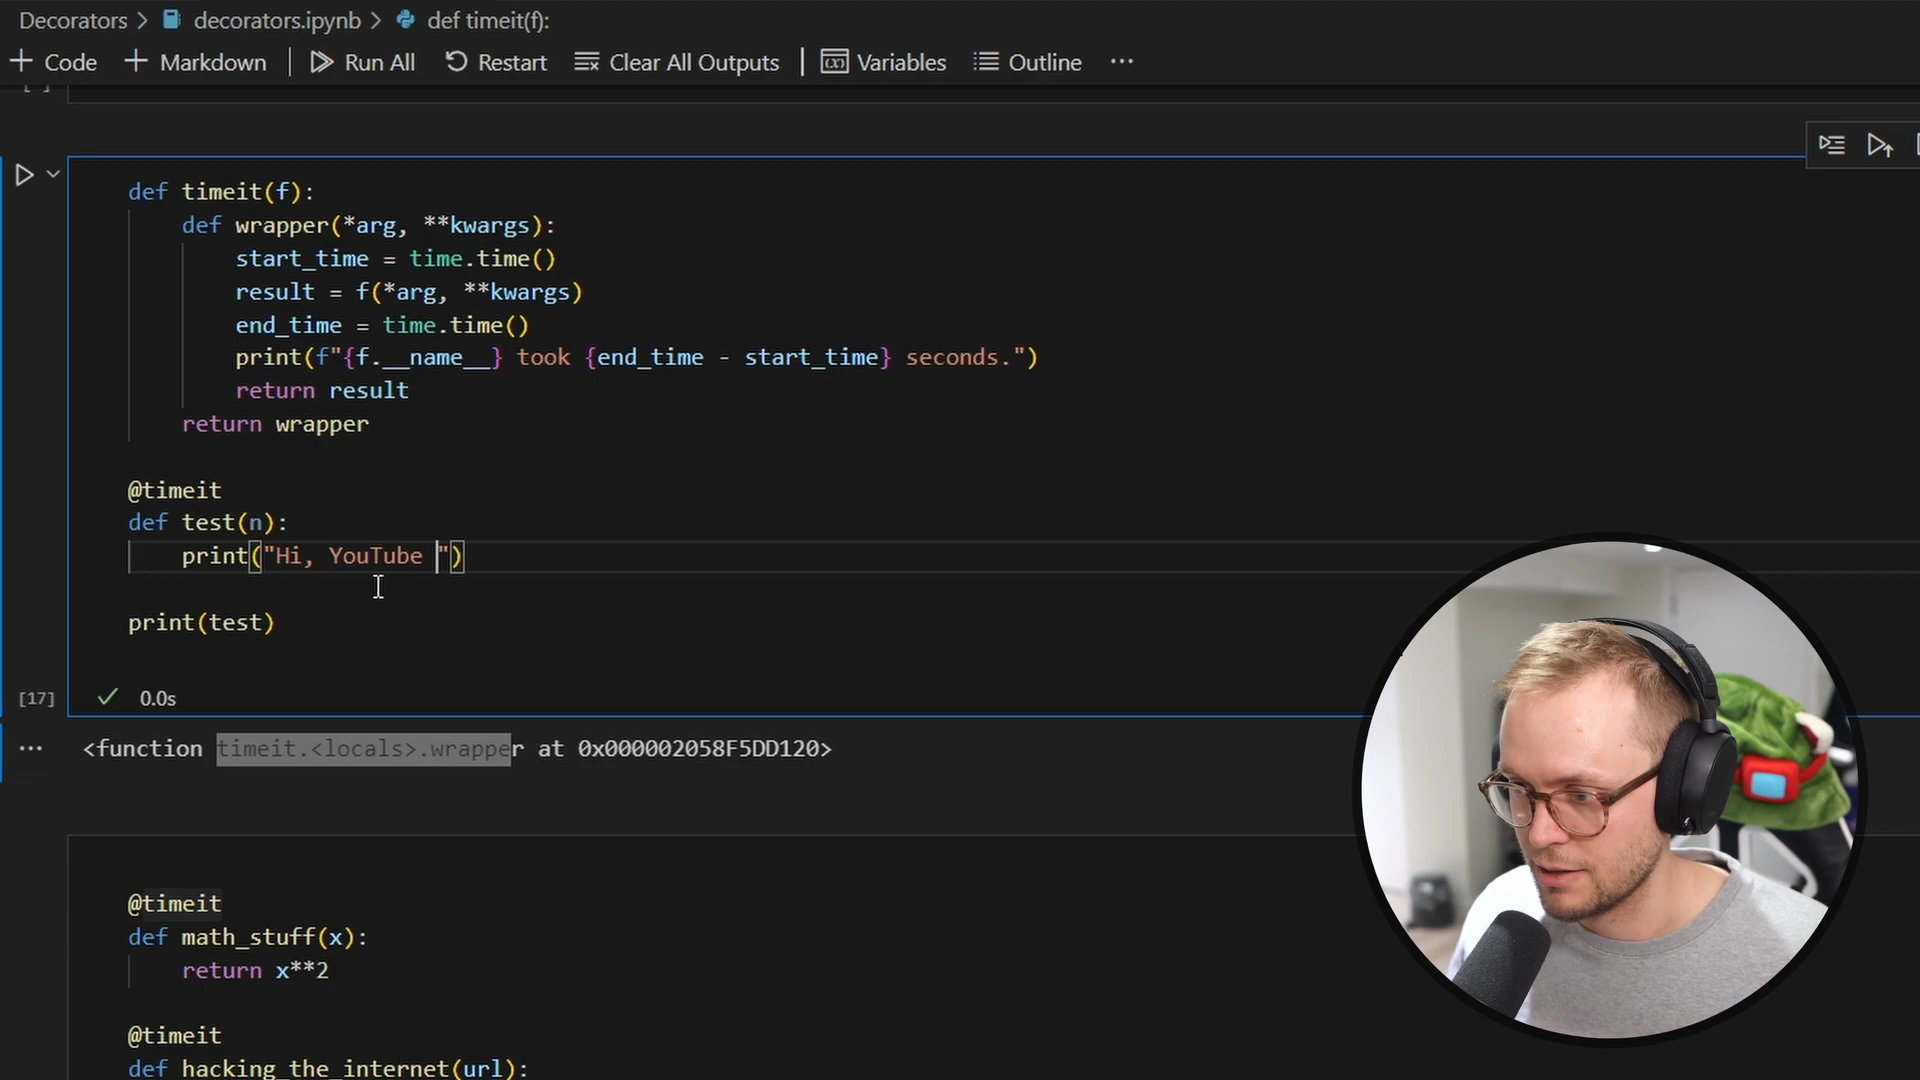 Decorators > decorators.ipynb > def timeit(f):
+ Code + Markdown | Run All Restart Clear All Outputs | Variables Outline ...
[ ]
def timeit(f):
def wrapper(*arg, **kwargs):
start_time = time.time()
result = f(*arg, **kwargs)
end_time = time.time()
print(f"{f.__name__} took {end_time - start_time} seconds.")
return result
return wrapper
@timeit
def test(n):
print("Hi, YouTube ")
print(test)
[17] 0.0s
... <function timeit.<locals>.wrapper at 0x000002058F5DD120>
@timeit
def math_stuff(x):
return x**2
@timeit
def hacking_the_internet(url):